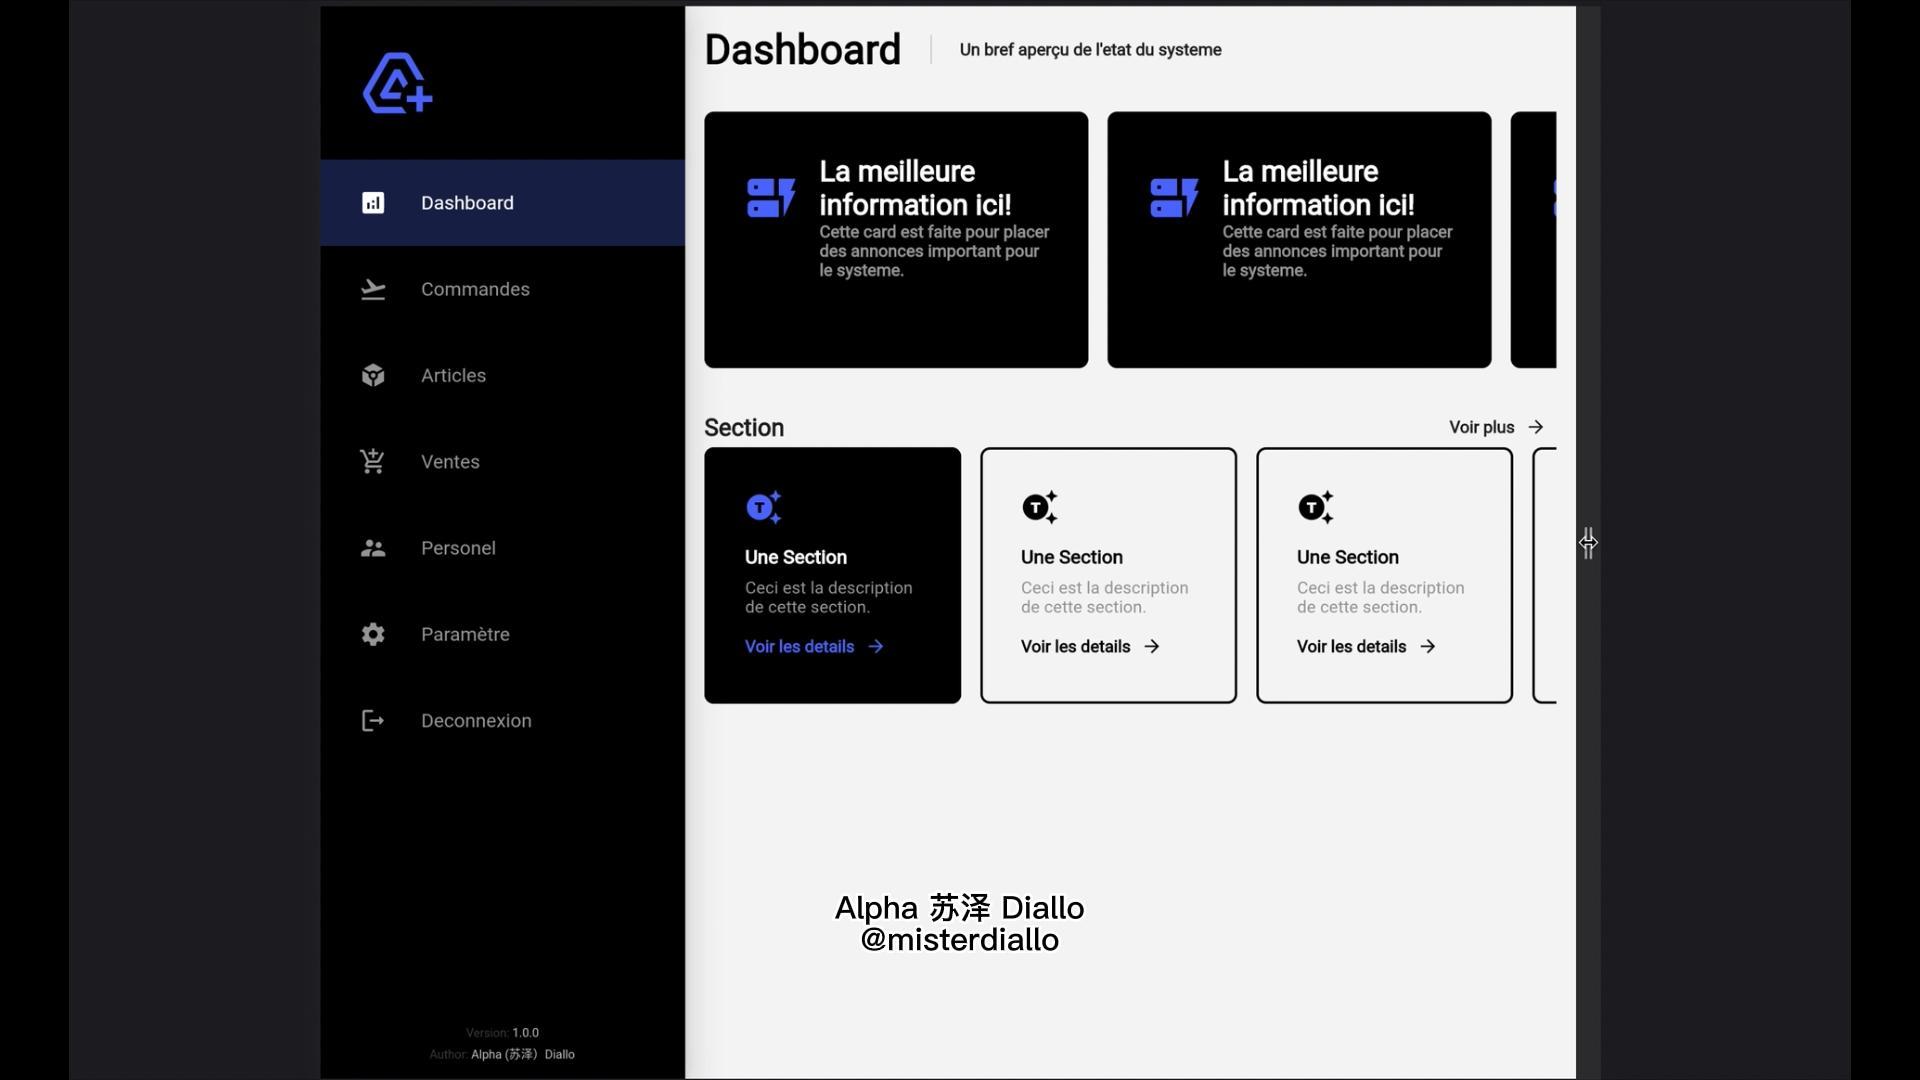 Dashboard
Commandes
Articles
Ventes
Personel
Paramètre
Deconnexion
Version: 1.0.0
Author: Alpha (苏泽) Diallo
Dashboard
Un bref aperçu de l'etat du systeme
La meilleure
information ici!
Cette card est faite pour placer
des annonces important pour
le systeme.
La meilleure
information ici!
Cette card est faite pour placer
des annonces important pour
le systeme.
Section
Voir plus
Une Section
Ceci est la description
de cette section.
Voir les details
Une Section
Ceci est la description
de cette section.
Voir les details
Une Section
Ceci est la description
de cette section.
Voir les details
Alpha 苏泽 Diallo
@misterdiallo